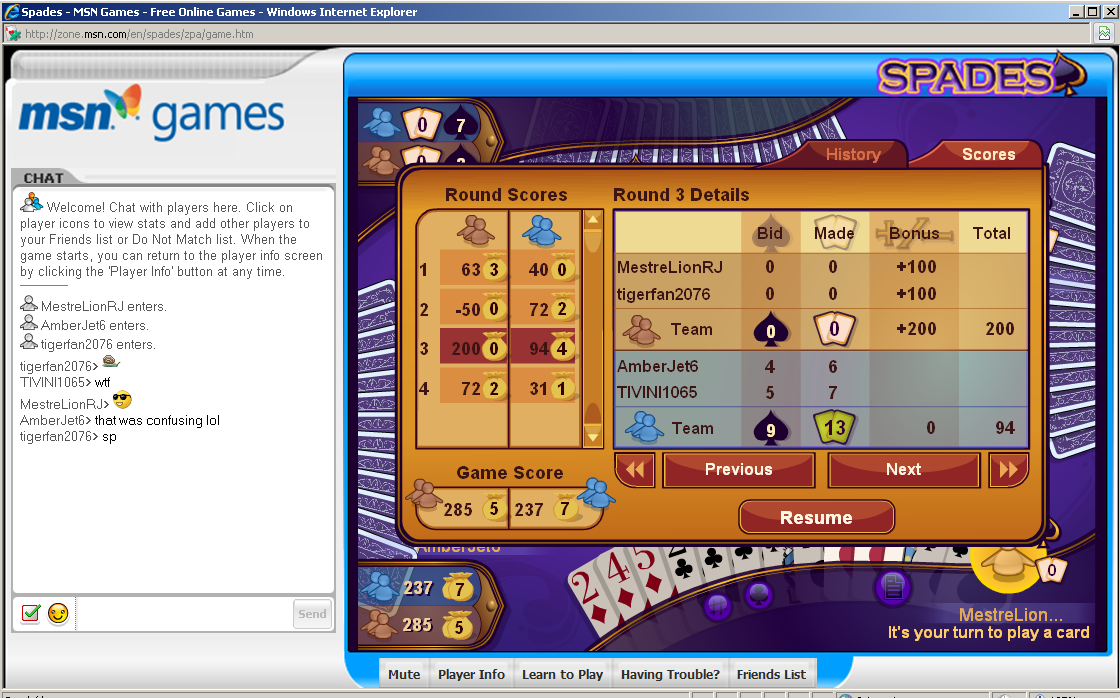 Spades - MSN Games - Free Online Games - Windows Internet Explorer
http://zone.msn.com/en/spades/zpa/game.htm
msn games
SPADES
0 7
0
History Scores
CHAT
Welcome! Chat with players here. Click on
player icons to view stats and add other players to
your Friends list or Do Not Match list. When the
game starts, you can return to the player info screen
by clicking the 'Player Info' button at any time.
MestreLionRJ enters.
AmberJet6 enters.
tigerfan2076 enters.
tigerfan2076>
TIVINI1065> wtf
MestreLionRJ>
AmberJet6> that was confusing lol
tigerfan2076> sp
Send
Round Scores
1 63 3 40 0
2 -50 0 72 2
3 200 0 94 4
4 72 2 31 1
Game Score
285 5 237 7
Round 3 Details
Bid Made Bonus Total
MestreLionRJ 0 0 +100
tigerfan2076 0 0 +100
Team 0 0 +200 200
AmberJet6 4 6
TIVINI1065 5 7
Team 9 13 0 94
Previous Next
Resume
AmberJet6
237 7
285 5
2 4 5 2
0
MestreLion...
It's your turn to play a card
Mute Player Info Learn to Play Having Trouble? Friends List